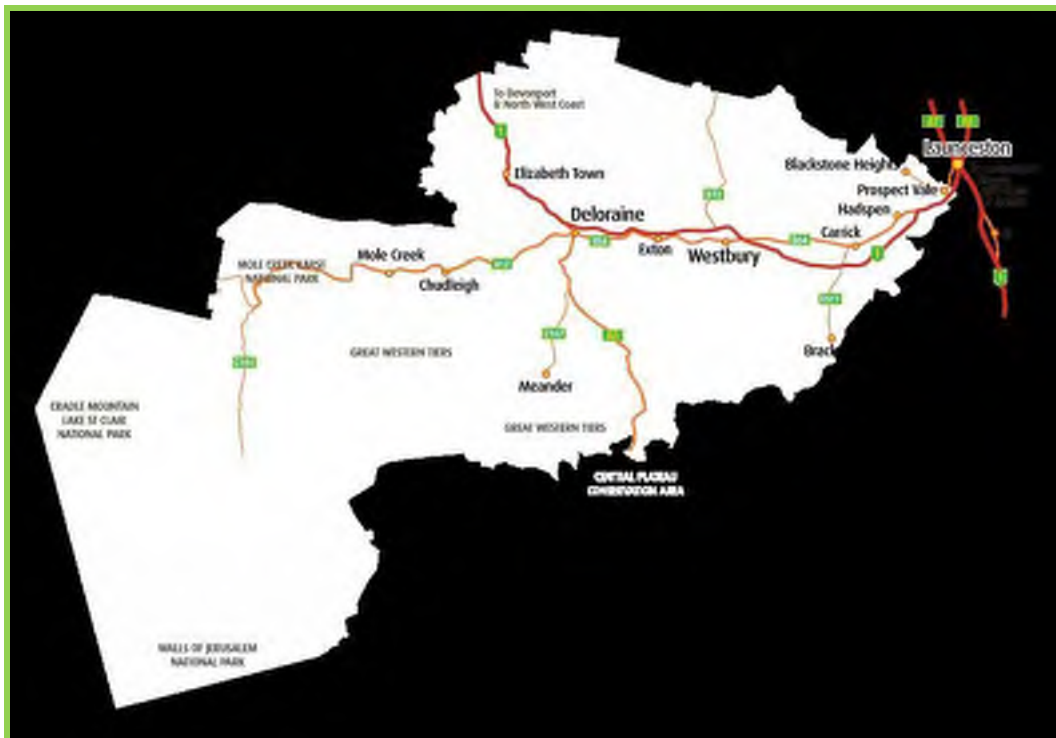 To Devonport
& North West Coast
1
Launceston
Blackstone Heights
Elizabeth Town
Prospect Vale
Hadspen
Deloraine
Carrick
Exton
Westbury
1
Mole Creek
MOLE CREEK KARST
NATIONAL PARK
Chudleigh
GREAT WESTERN TIERS
Brack
Meander
CRADLE MOUNTAIN
LAKE ST CLAIR
NATIONAL PARK
GREAT WESTERN TIERS
CENTRAL PLATEAU
CONSERVATION AREA
WALLS OF JERUSALEM
NATIONAL PARK